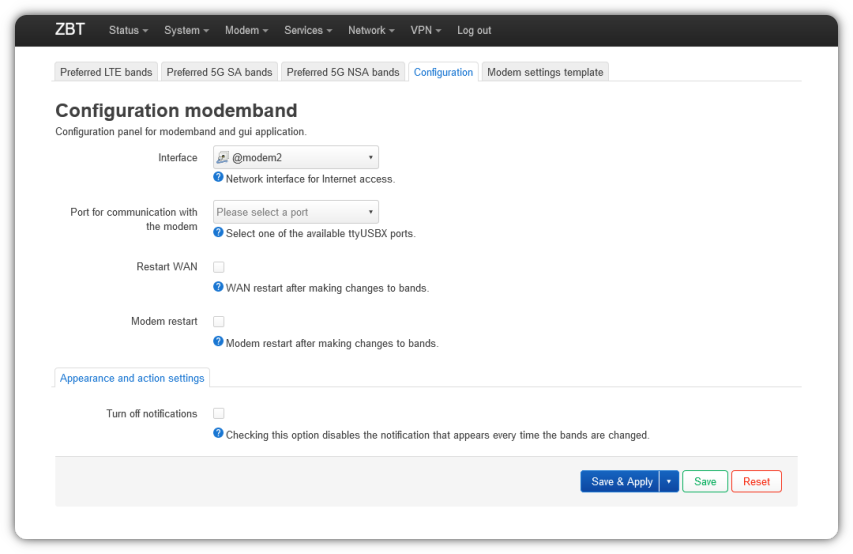 ZBT Status System Modem Services Network VPN Log out
Preferred LTE bands Preferred 5G SA bands Preferred 5G NSA bands Configuration Modem settings template
Configuration modemband
Configuration panel for modemband and gui application.
Interface @modem2
Network interface for Internet access.
Port for communication with
the modem
Please select a port
Select one of the available ttyUSBX ports.
Restart WAN
WAN restart after making changes to bands.
Modem restart
Modem restart after making changes to bands.
Appearance and action settings
Turn off notifications
Checking this option disables the notification that appears every time the bands are changed.
Save & Apply Save Reset